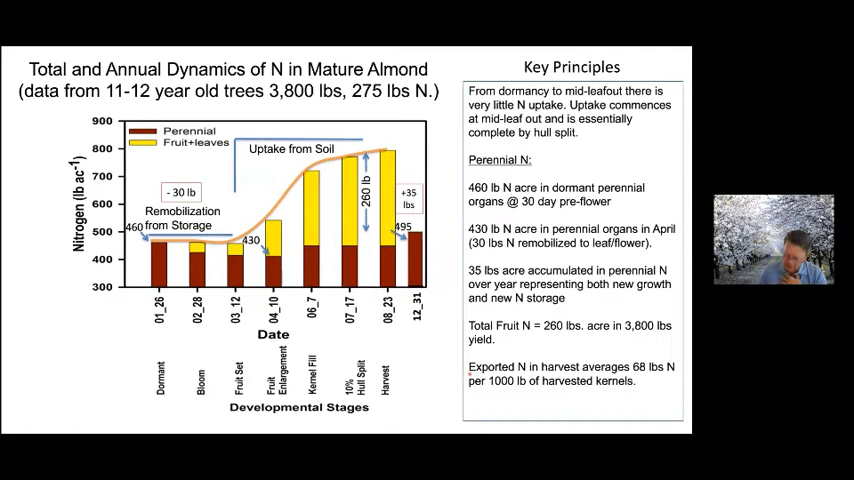 Total and Annual Dynamics of N in Mature Almond
(data from 11-12 year old trees 3,800 lbs, 275 lbs N.)
Nitrogen (lb ac-1)
900
800
700
600
500
400
300
Perennial
Fruit+leaves
Uptake from Soil
- 30 lb
Remobilization
from Storage
460
430
260 lb
+35
lbs
495
01_26
02_28
03_12
04_10
06_7
07_17
08_23
12_31
Date
Dormant
Bloom
Fruit Set
Fruit
Enlargement
Kernel Fill
10%
Hull Split
Harvest
Developmental Stages
Key Principles
From dormancy to mid-leafout there is
very little N uptake. Uptake commences
at mid-leaf out and is essentially
complete by hull split.
Perennial N:
460 lb N acre in dormant perennial
organs @ 30 day pre-flower
430 lb N acre in perennial organs in April
(30 lbs N remobilized to leaf/flower).
35 lbs acre accumulated in perennial N
over year representing both new growth
and new N storage
Total Fruit N = 260 lbs. acre in 3,800 lbs
yield.
Exported N in harvest averages 68 lbs N
per 1000 lb of harvested kernels.